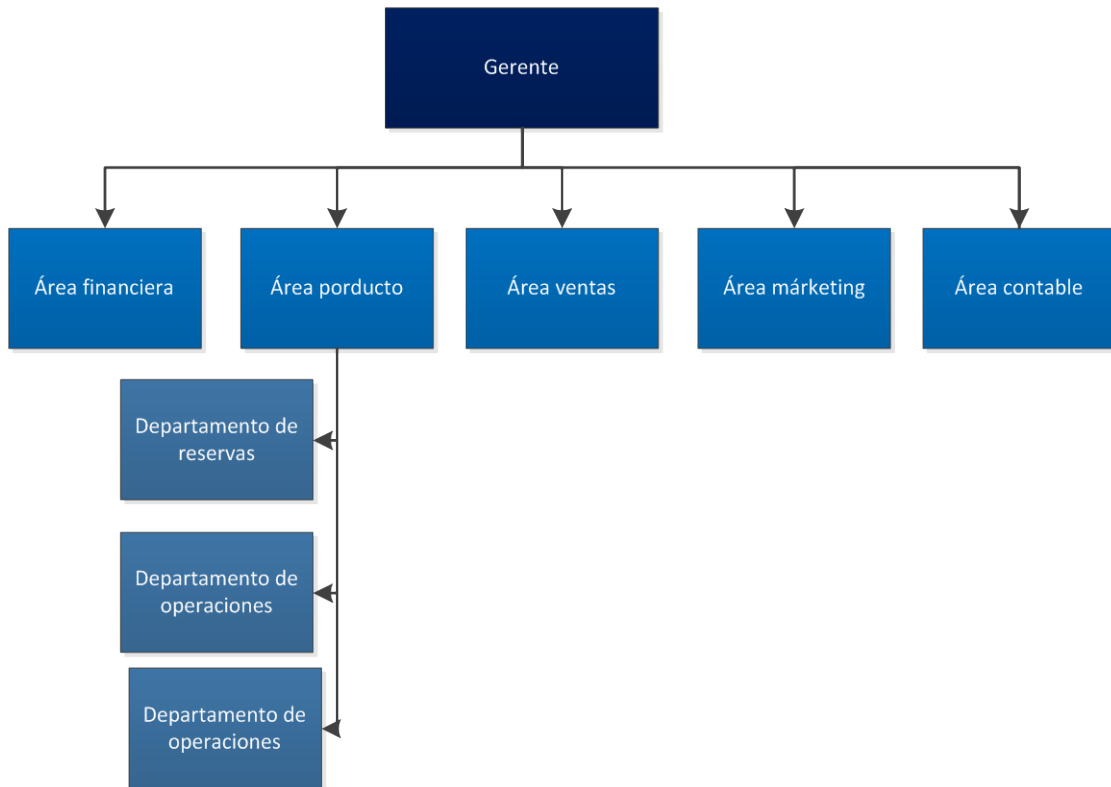 Gerente
Área financiera
Área porducto
Área ventas
Área márketing
Área contable
Departamento de
reservas
Departamento de
operaciones
Departamento de
operaciones